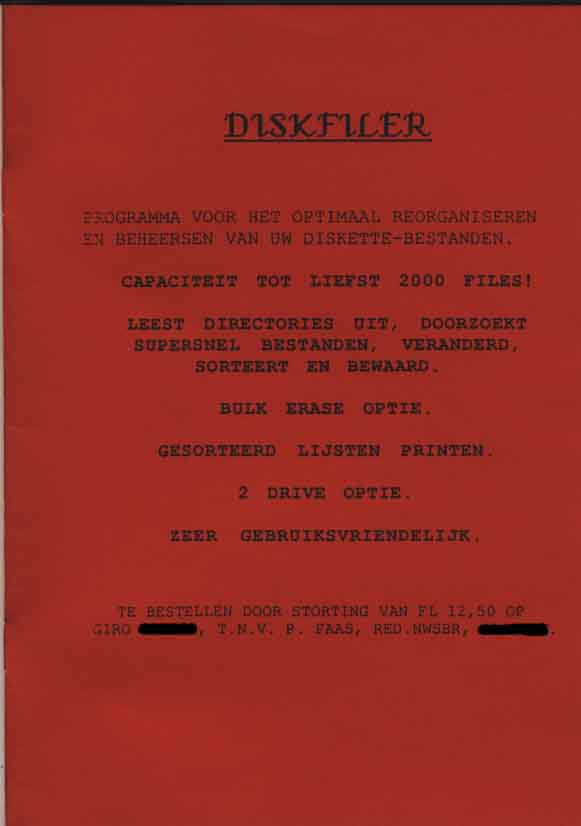 DISKFILER
PROGRAMMA VOOR HET OPTIMAAL REORGANISEREN
EN BEHEERSEN VAN UW DISKETTE-BESTANDEN.
CAPACITEIT TOT LIEFST 2000 FILES!
LEEST DIRECTORIES UIT, DOORZOEKT
SUPERSNEL BESTANDEN, VERANDERD,
SORTEERT EN BEWAARD.
BULK ERASE OPTIE.
GESORTEERD LIJSTEN PRINTEN.
2 DRIVE OPTIE.
ZEER GEBRUIKSVRIENDELIJK.
TE BESTELLEN DOOR STORTING VAN FL 12,50 OP
GIRO , T.N.V. P. FAAS, RED.NWSBR, .